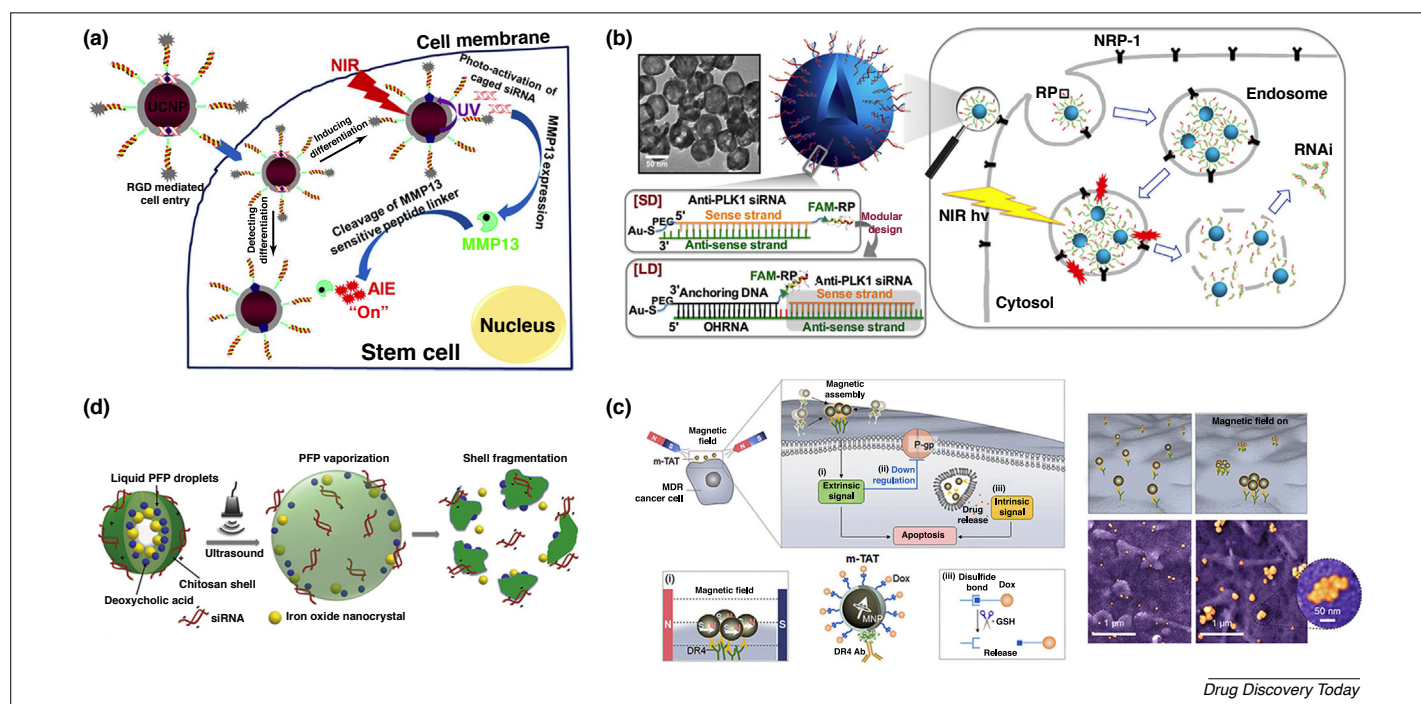 (a)
Cell membrane
NIR
Photo-activation of
caged siRNA
UCNP
UV
Inducing
differentiation
MMP13 expression
RGD mediated
cell entry
Detecting
differentiation
Cleavage of MMP13
sensitive peptide linker
MMP13
AIE
"On"
Nucleus
Stem cell
(b)
50 nm
NRP-1
RP
Endosome
RNAi
NIR hv
Cytosol
[SD]
Anti-PLK1 siRNA
FAM-RP
PEG
5'
Sense strand
Au-S
3'
Anti-sense strand
Modular
design
[LD]
FAM-RP
Anti-PLK1 siRNA
PEG
3'
Anchoring DNA
Sense strand
Au-S
5'
OHRNA
Anti-sense strand
(d)
PFP vaporization
Shell fragmentation
Liquid PFP droplets
Ultrasound
Chitosan shell
Deoxycholic acid
siRNA
Iron oxide nanocrystal
(c)
Magnetic
assembly
Magnetic
field
N
S
S
N
m-TAT
MDR
cancer cell
P-gp
(i)
(ii) Down
regulation
Extrinsic
signal
(iii)
Intrinsic
signal
Drug
release
Apoptosis
Magnetic field on
(i)
Magnetic field
N
S
DR4
m-TAT
Dox
MNP
DR4 Ab
(iii) Disulfide
bond
Dox
GSH
Release
1 µm
1 µm
50 nm
Drug Discovery Today